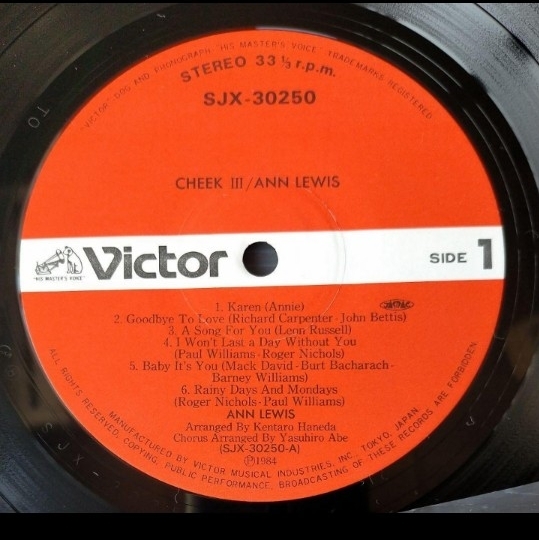 "VICTOR" DOG AND PHONOGRAPH "HIS MASTER'S VOICE" TRADEMARKS REGISTERED
STEREO 33 1/3 r.p.m.
SJX-30250
CHEEK III/ANN LEWIS
Victor
"HIS MASTER'S VOICE"
SIDE 1
1. Karen (Annie)
2. Goodbye To Love (Richard Carpenter·John Bettis)
3. A Song For You (Leon Russell)
4. I Won't Last a Day Without You
(Paul Williams·Roger Nichols)
5. Baby It's You (Mack David·Burt Bacharach·
Barney Williams)
6. Rainy Days And Mondays
(Roger Nichols·Paul Williams)
ANN LEWIS
Arranged By Kentaro Haneda
Chorus Arranged By Yasuhiro Abe
(SJX-30250-A)
Ⓟ1984
MANUFACTURED BY VICTOR MUSICAL INDUSTRIES, INC., TOKYO, JAPAN
ALL RIGHTS RESERVED. COPYING, PUBLIC PERFORMANCE, BROADCASTING OF THESE RECORDS ARE FORBIDDEN
SJX-